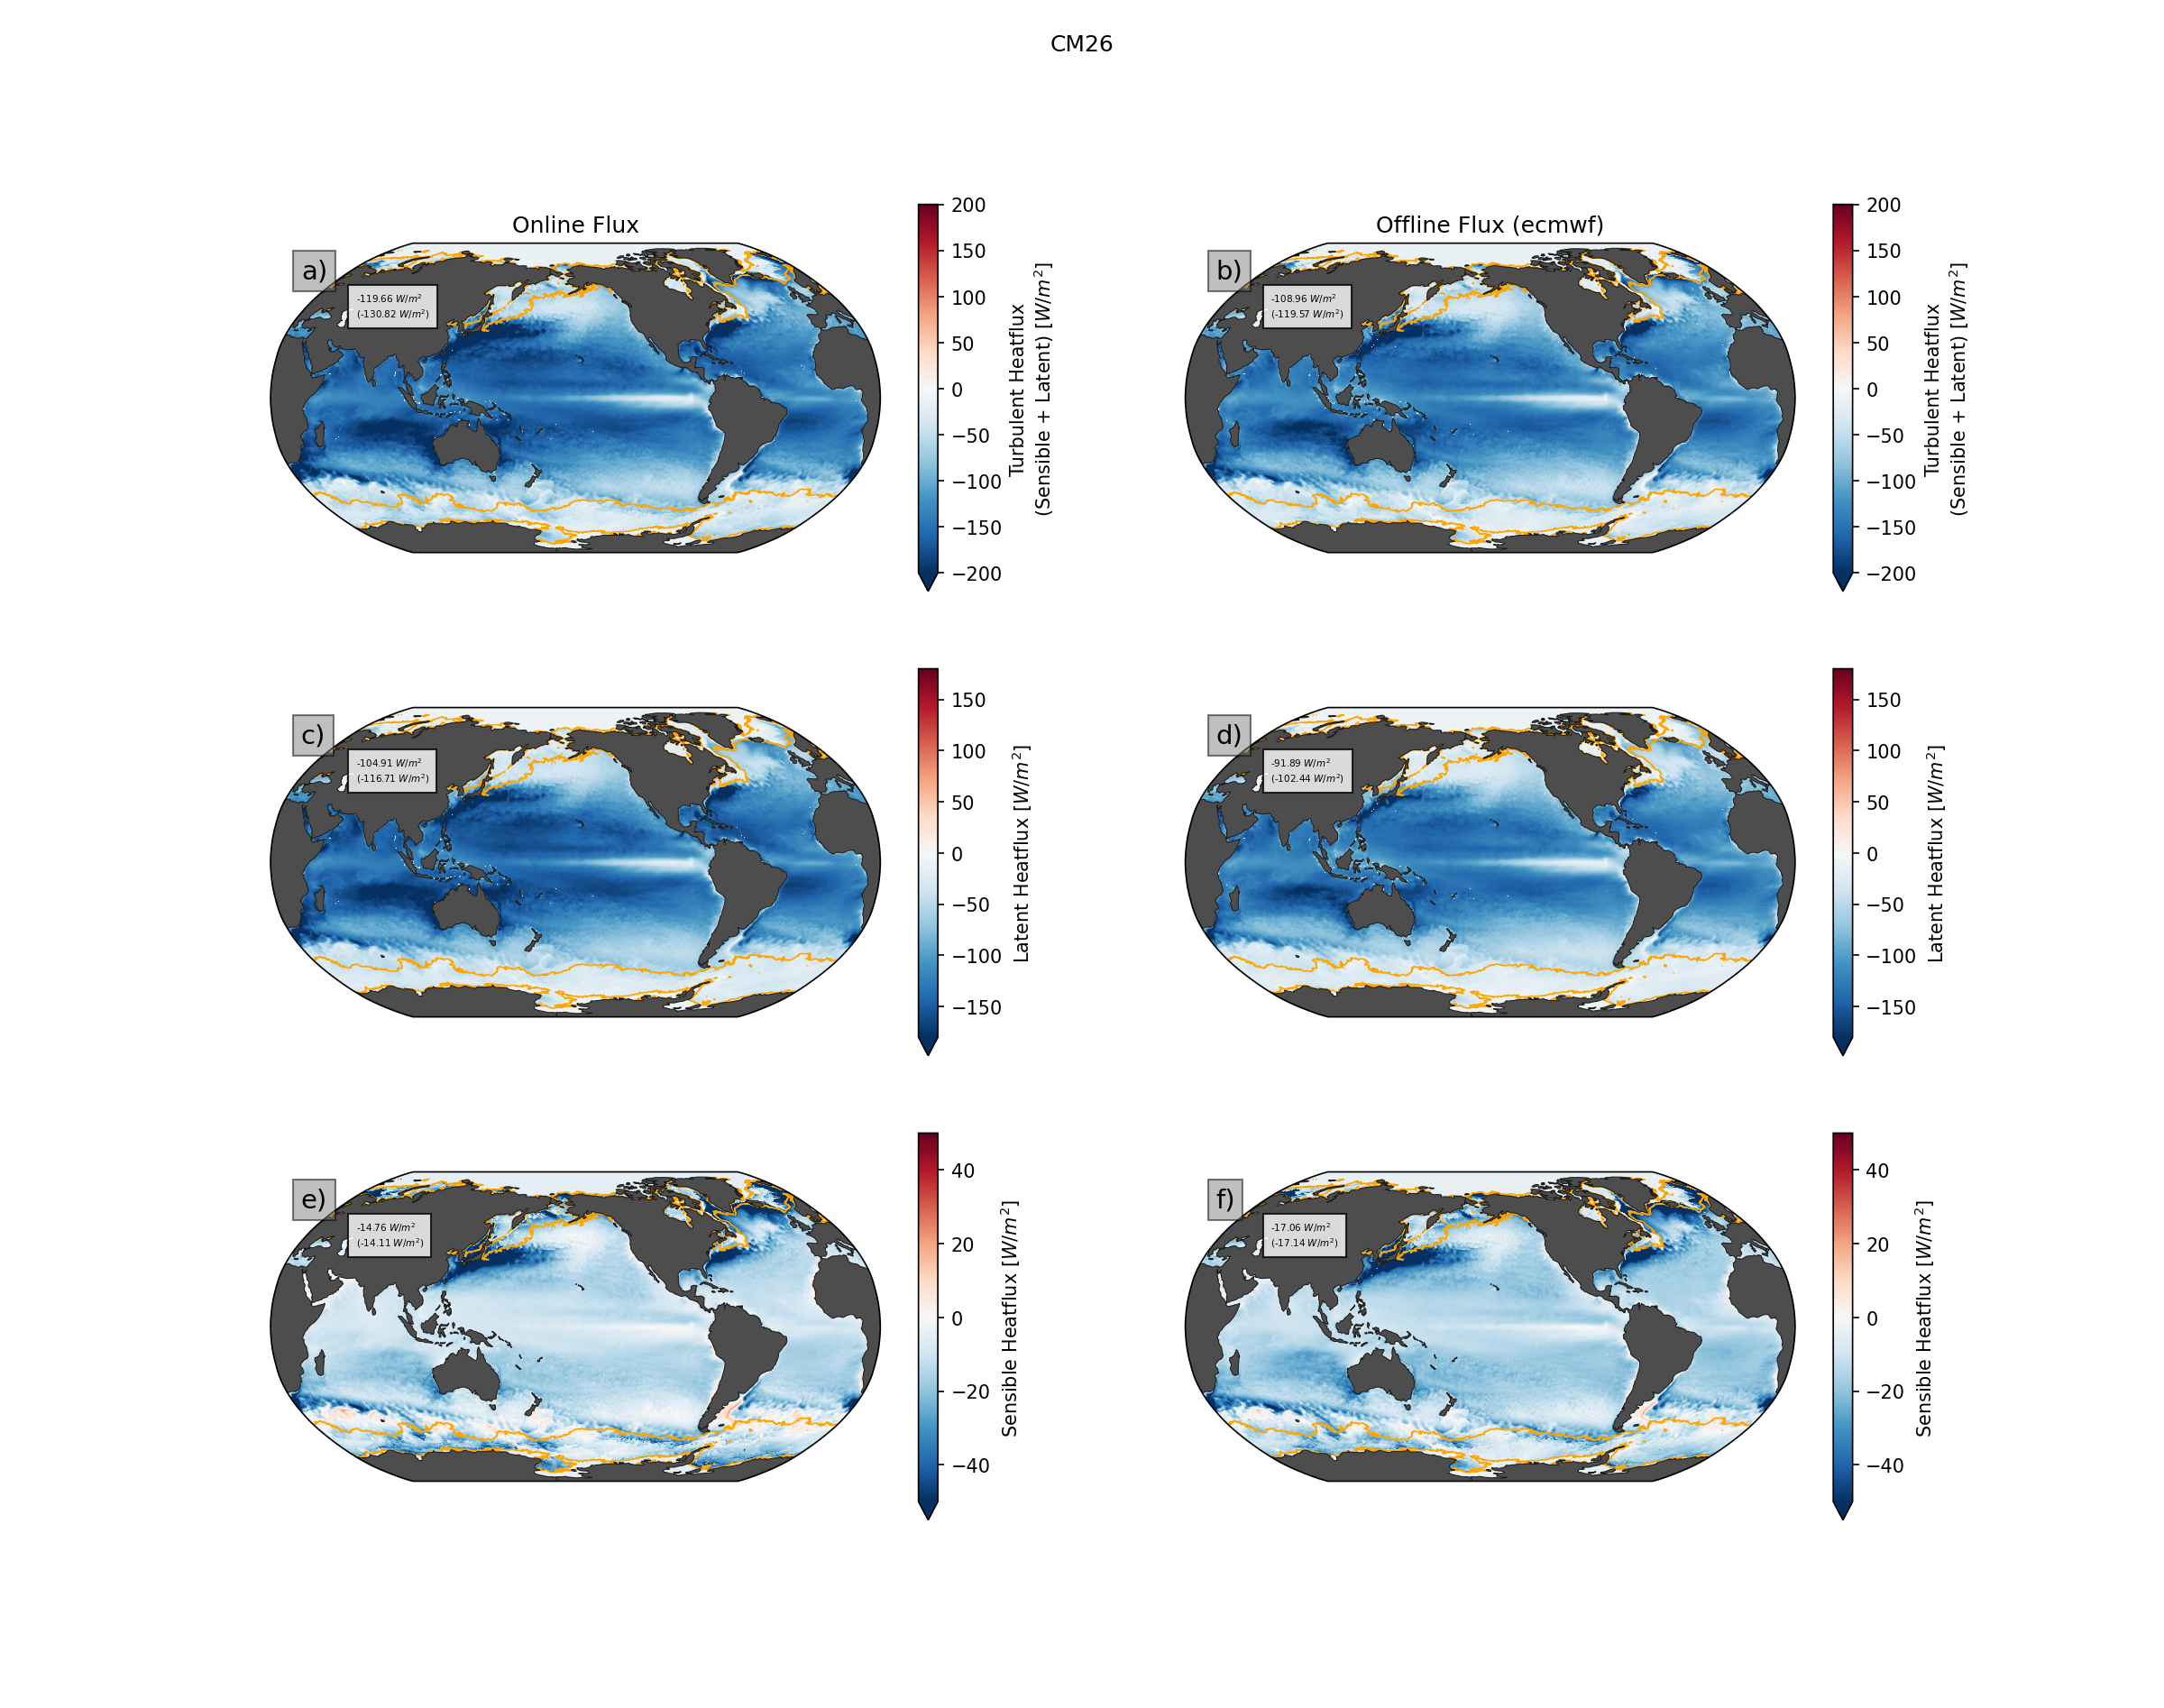 CM26
Online Flux
a)
-119.66 W/m²
(-130.82 W/m²)
200
150
100
50
0
−50
−100
−150
−200
Turbulent Heatflux
(Sensible + Latent) [W/m²]
Offline Flux (ecmwf)
b)
-108.96 W/m²
(-119.57 W/m²)
200
150
100
50
0
−50
−100
−150
−200
Turbulent Heatflux
(Sensible + Latent) [W/m²]
c)
-104.91 W/m²
(-116.71 W/m²)
150
100
50
0
−50
−100
−150
Latent Heatflux [W/m²]
d)
-91.89 W/m²
(-102.44 W/m²)
150
100
50
0
−50
−100
−150
Latent Heatflux [W/m²]
e)
-14.76 W/m²
(-14.11 W/m²)
40
20
0
−20
−40
Sensible Heatflux [W/m²]
f)
-17.06 W/m²
(-17.14 W/m²)
40
20
0
−20
−40
Sensible Heatflux [W/m²]